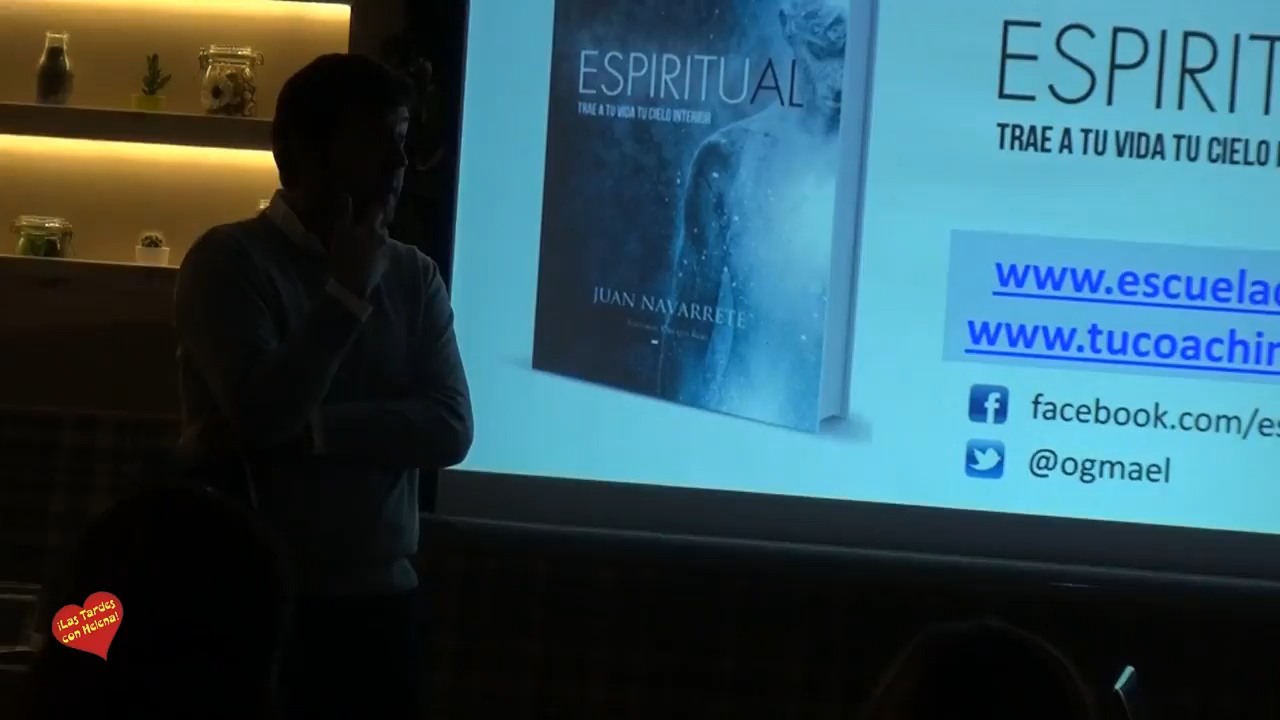 ESPIRITUAL
TRAE A TU VIDA TU CIELO INTERIOR
JUAN NAVARRETE
ESPIRIT
TRAE A TU VIDA TU CIELO
www.escuela
www.tucoachin
facebook.com/es
@ogmael
¡Las Tardes
con Helena!